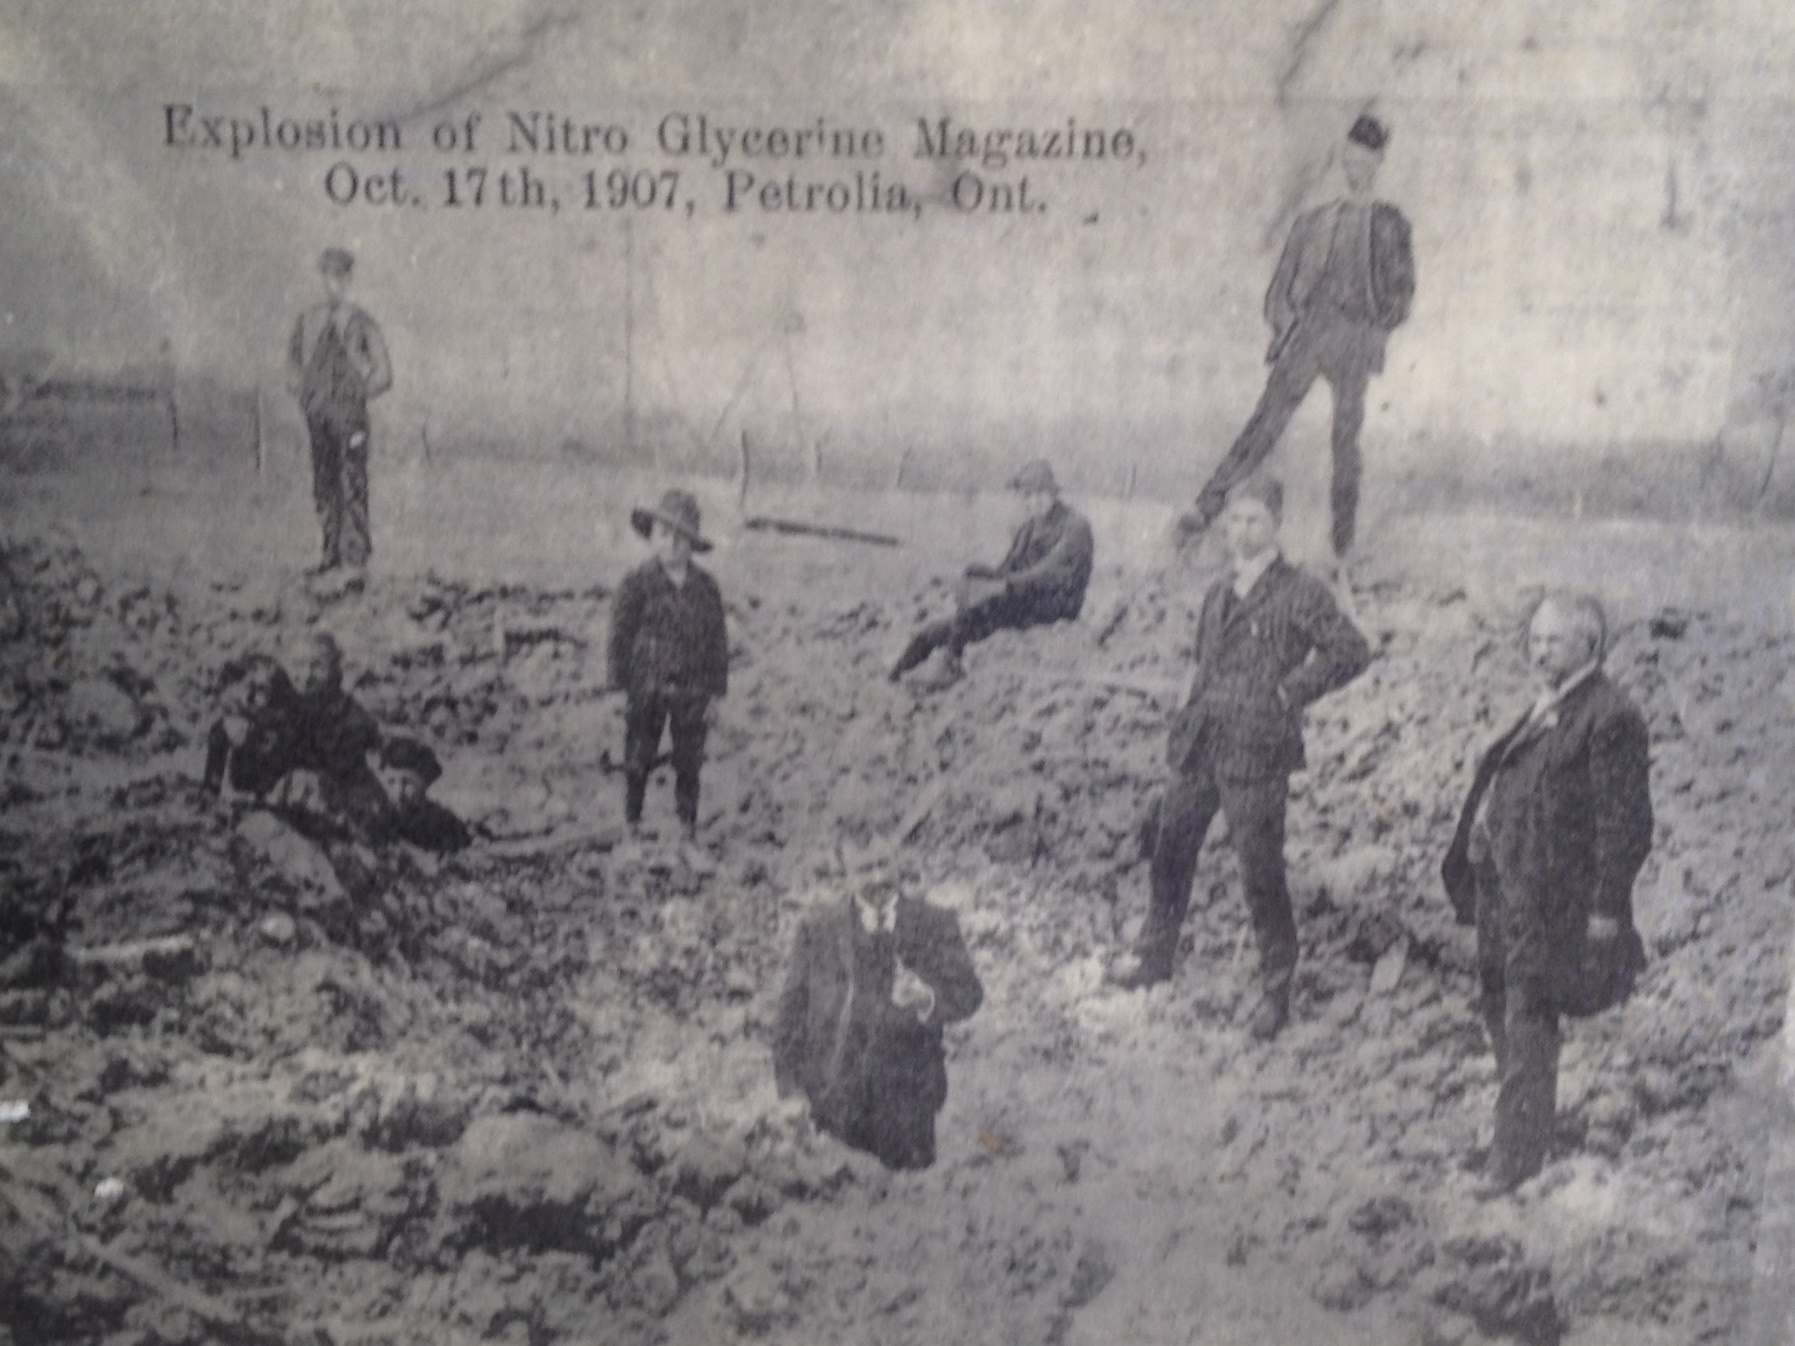 Explosion of Nitro Glycerine Magazine,
Oct. 17th, 1907, Petrolia, Ont.